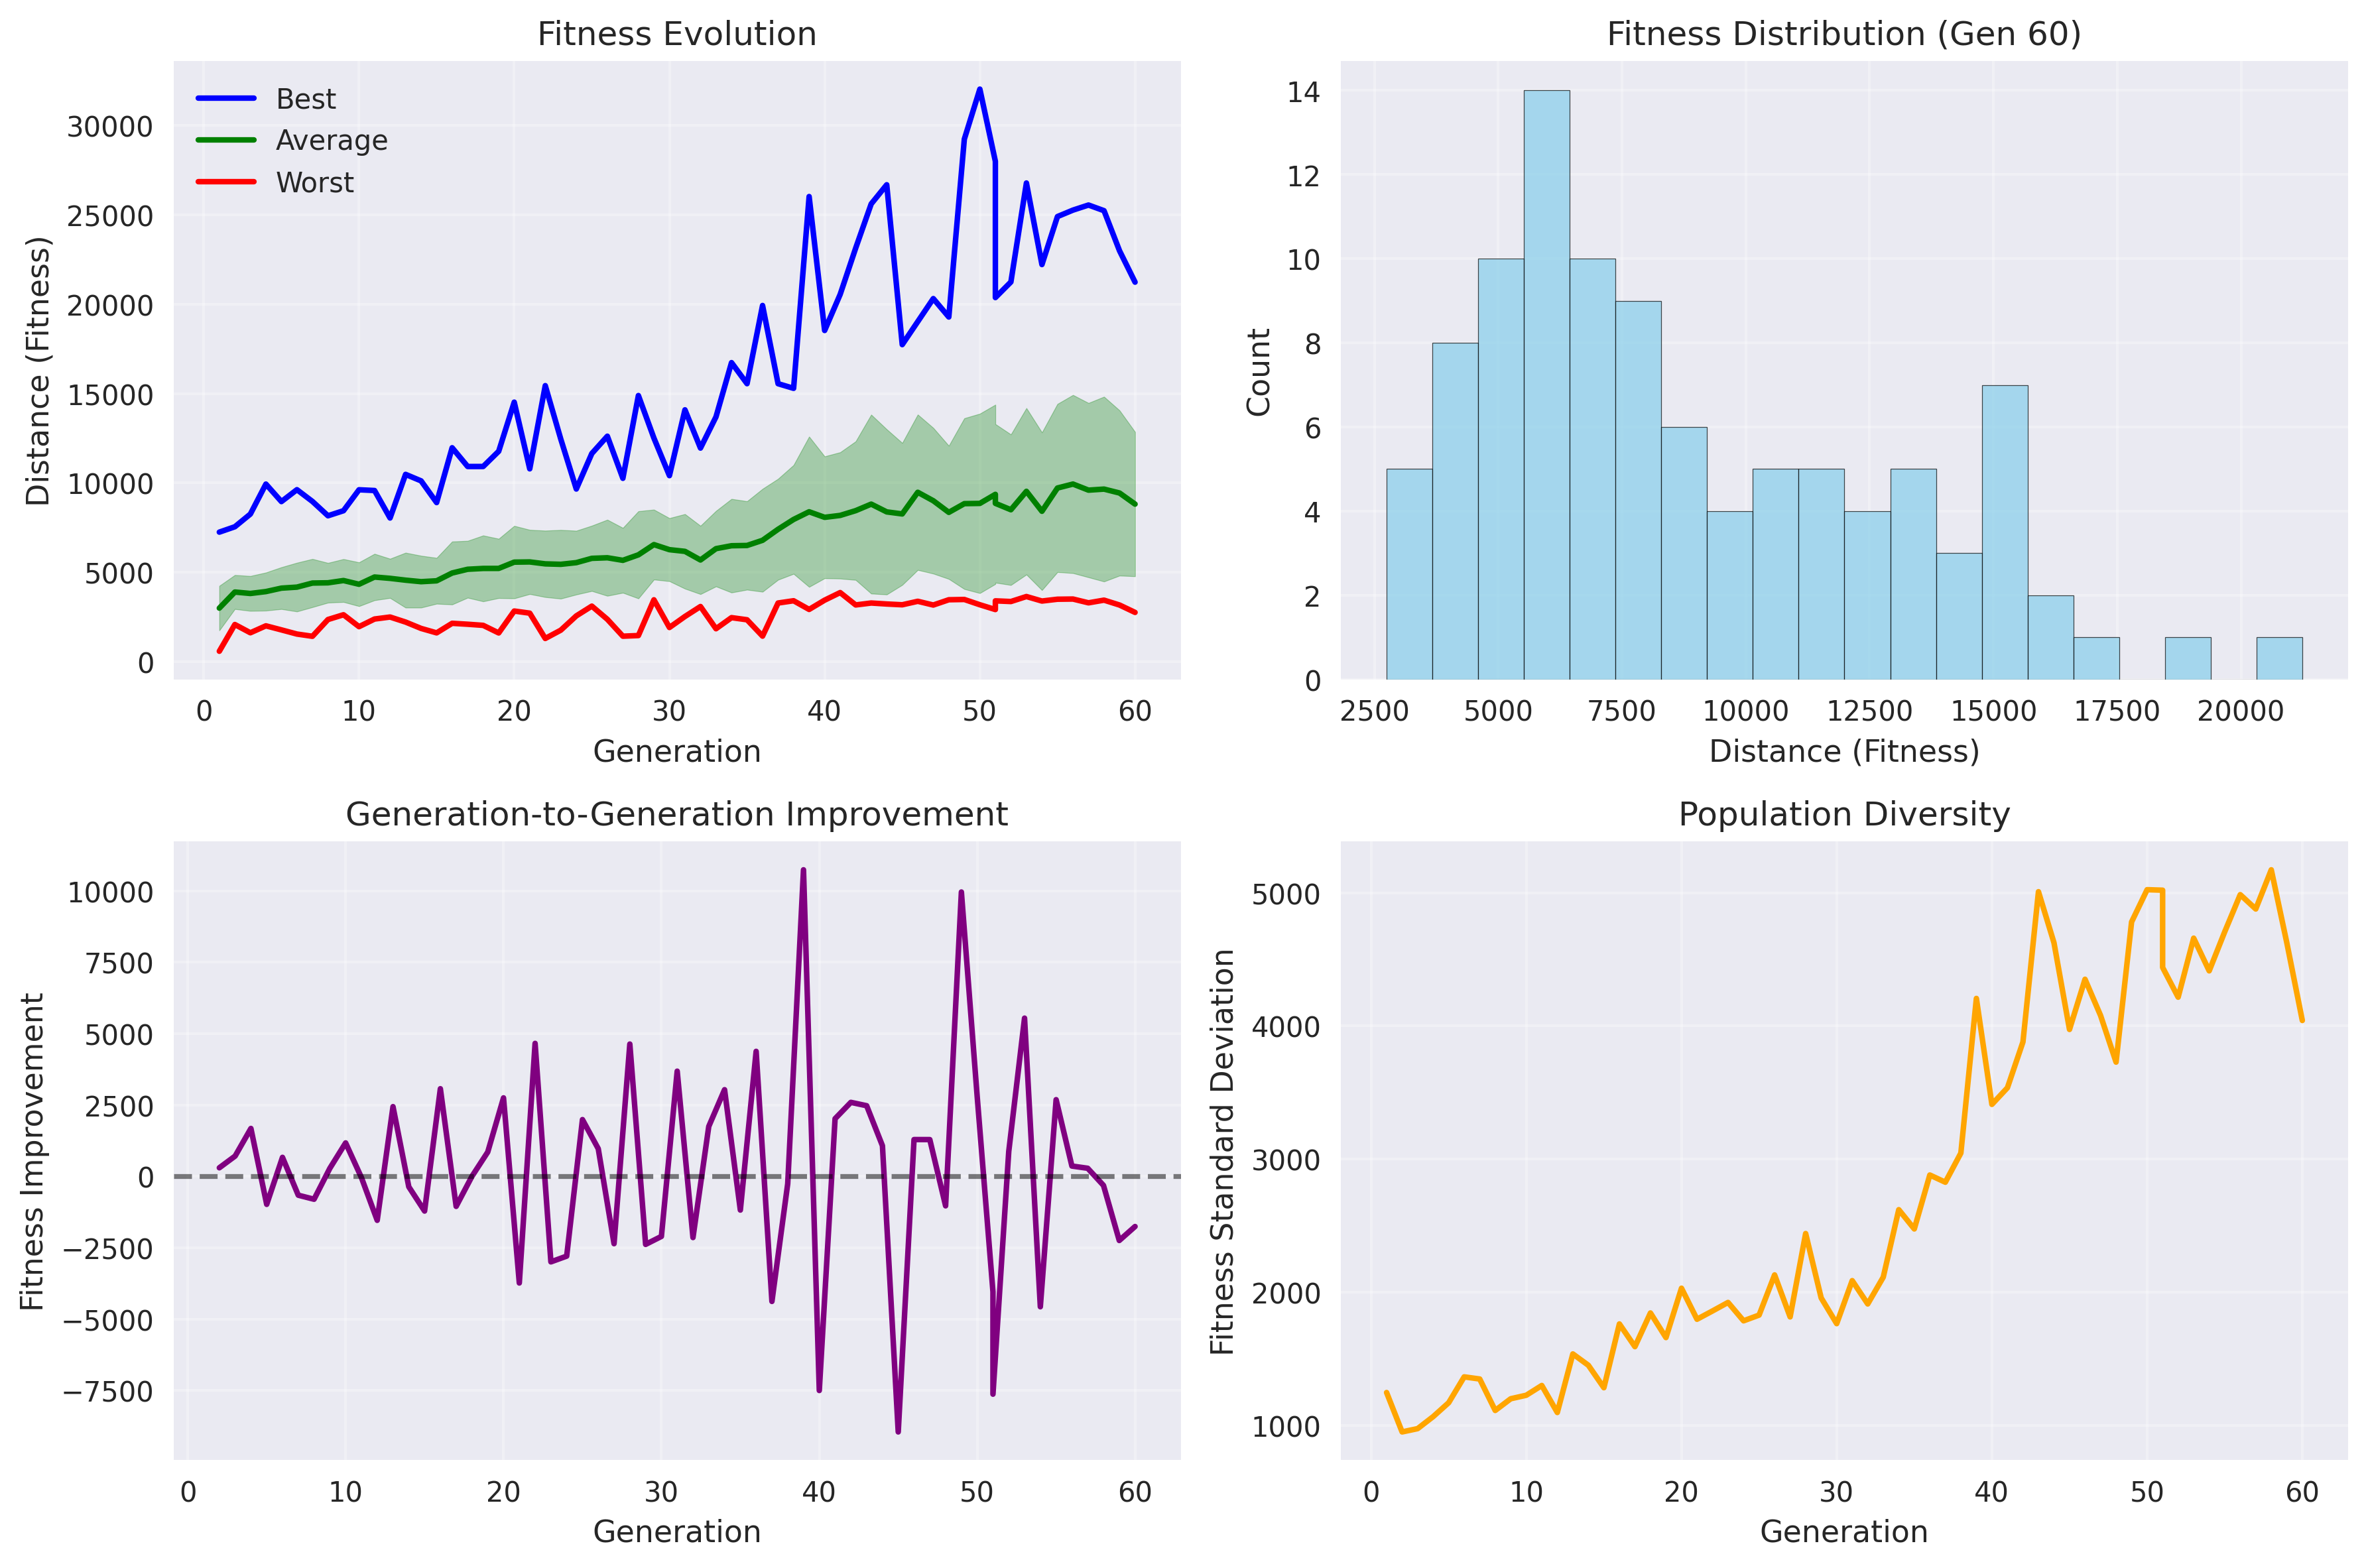 Fitness Evolution
Distance (Fitness)
30000
25000
20000
15000
10000
5000
0
Best
Average
Worst
0 10 20 30 40 50 60
Generation
Fitness Distribution (Gen 60)
Count
14
12
10
8
6
4
2
0
2500 5000 7500 10000 12500 15000 17500 20000
Distance (Fitness)
Generation-to-Generation Improvement
Fitness Improvement
10000
7500
5000
2500
0
−2500
−5000
−7500
0 10 20 30 40 50 60
Generation
Population Diversity
Fitness Standard Deviation
5000
4000
3000
2000
1000
0 10 20 30 40 50 60
Generation